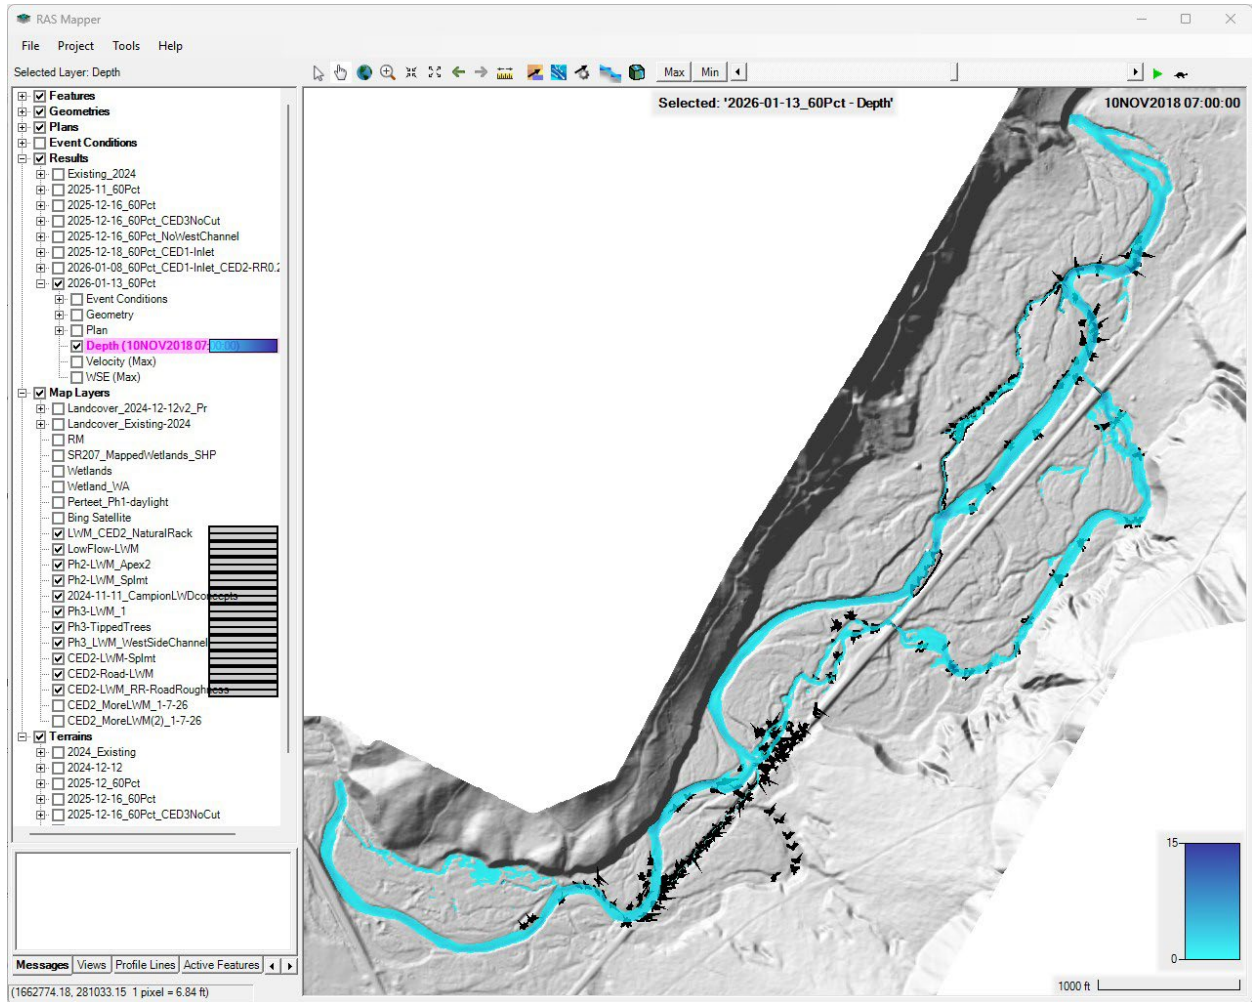 RAS Mapper
File Project Tools Help
Selected Layer: Depth
Max Min
Features
Geometries
Plans
Event Conditions
Results
Existing_2024
2025-11_60Pct
2025-12-16_60Pct
2025-12-16_60Pct_CED3NoCut
2025-12-16_60Pct_NoWestChannel
2025-12-18_60Pct_CED1-Inlet
2026-01-08_60Pct_CED1-Inlet_CED2-RR0.2
2026-01-13_60Pct
Event Conditions
Geometry
Plan
Depth (10NOV2018 07:00:00)
Velocity (Max)
WSE (Max)
Map Layers
Landcover_2024-12-12v2_Pr
Landcover_Existing-2024
RM
SR207_MappedWetlands_SHP
Wetlands
Wetland_WA
Perteet_Ph1-daylight
Bing Satellite
LWM_CED2_NaturalRack
LowFlow-LWM
Ph2-LWM_Apex2
Ph2-LWM_Splmt
2024-11-11_CampionLWDconcepts
Ph3-LWM_1
Ph3-TippedTrees
Ph3_LWM_WestSideChannel
CED2-LWM-Splmt
CED2-Road-LWM
CED2-LWM_RR-RoadRoughness
CED2_MoreLWM_1-7-26
CED2_MoreLWM(2)_1-7-26
Terrains
2024_Existing
2024-12-12
2025-12_60Pct
2025-12-16_60Pct
2025-12-16_60Pct_CED3NoCut
Messages Views Profile Lines Active Features
(1662774.18, 281033.15 1 pixel = 6.84 ft)
Selected: '2026-01-13_60Pct - Depth'
10NOV2018 07:00:00
15
0
1000 ft